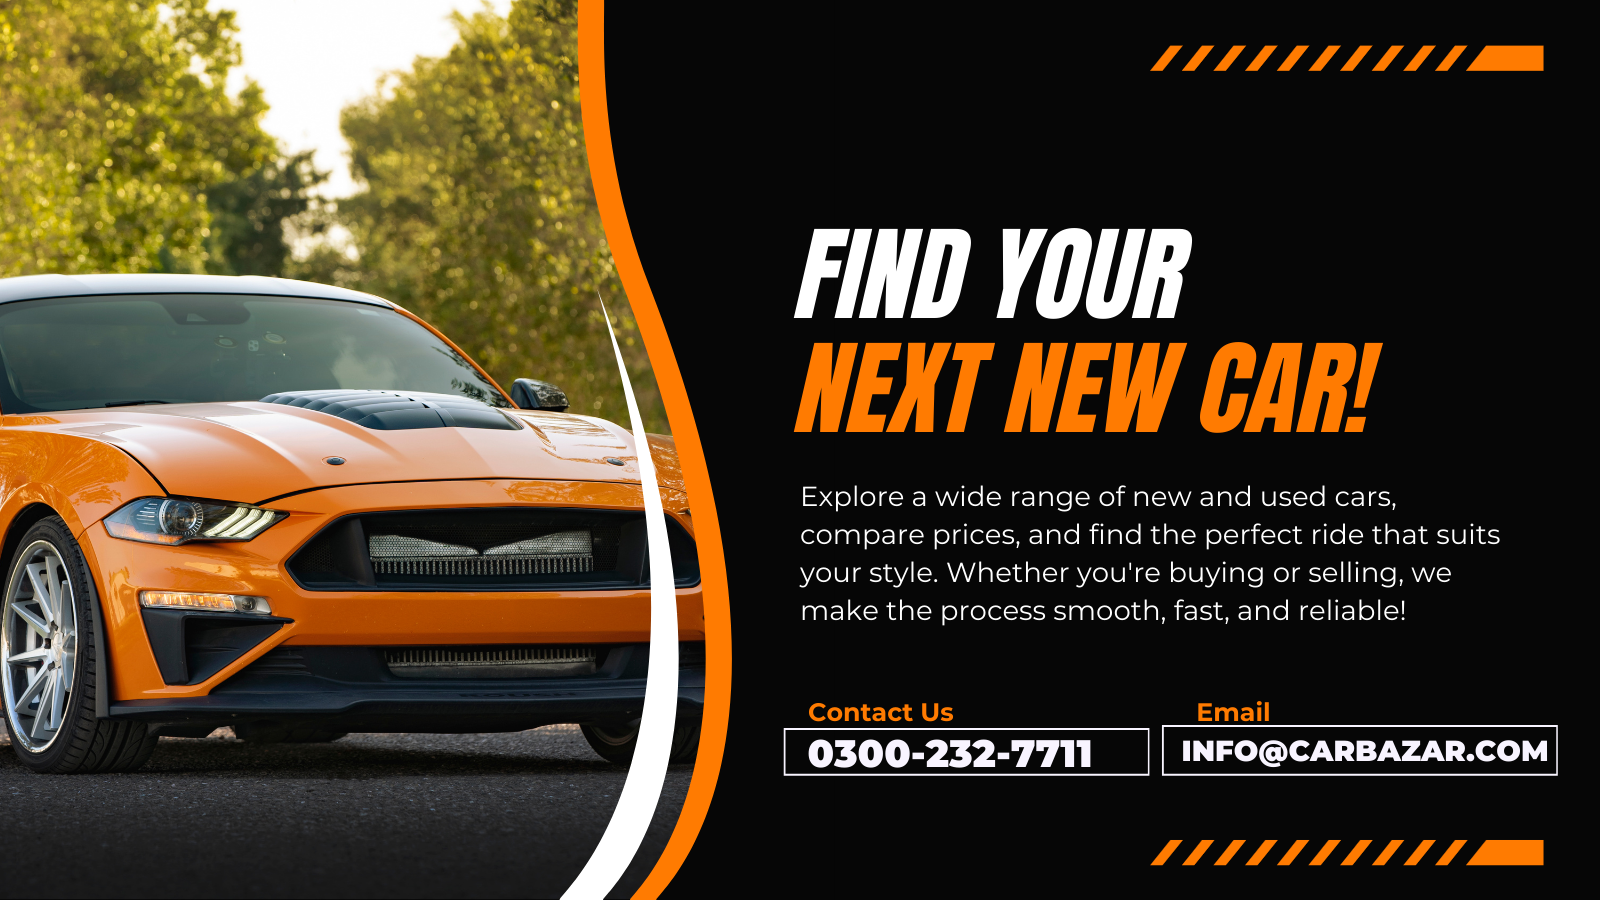 FIND YOUR
NEXT NEW CAR!
Explore a wide range of new and used cars,
compare prices, and find the perfect ride that suits
your style. Whether you're buying or selling, we
make the process smooth, fast, and reliable!
Contact Us
0300-232-7711
Email
INFO@CARBAZAR.COM